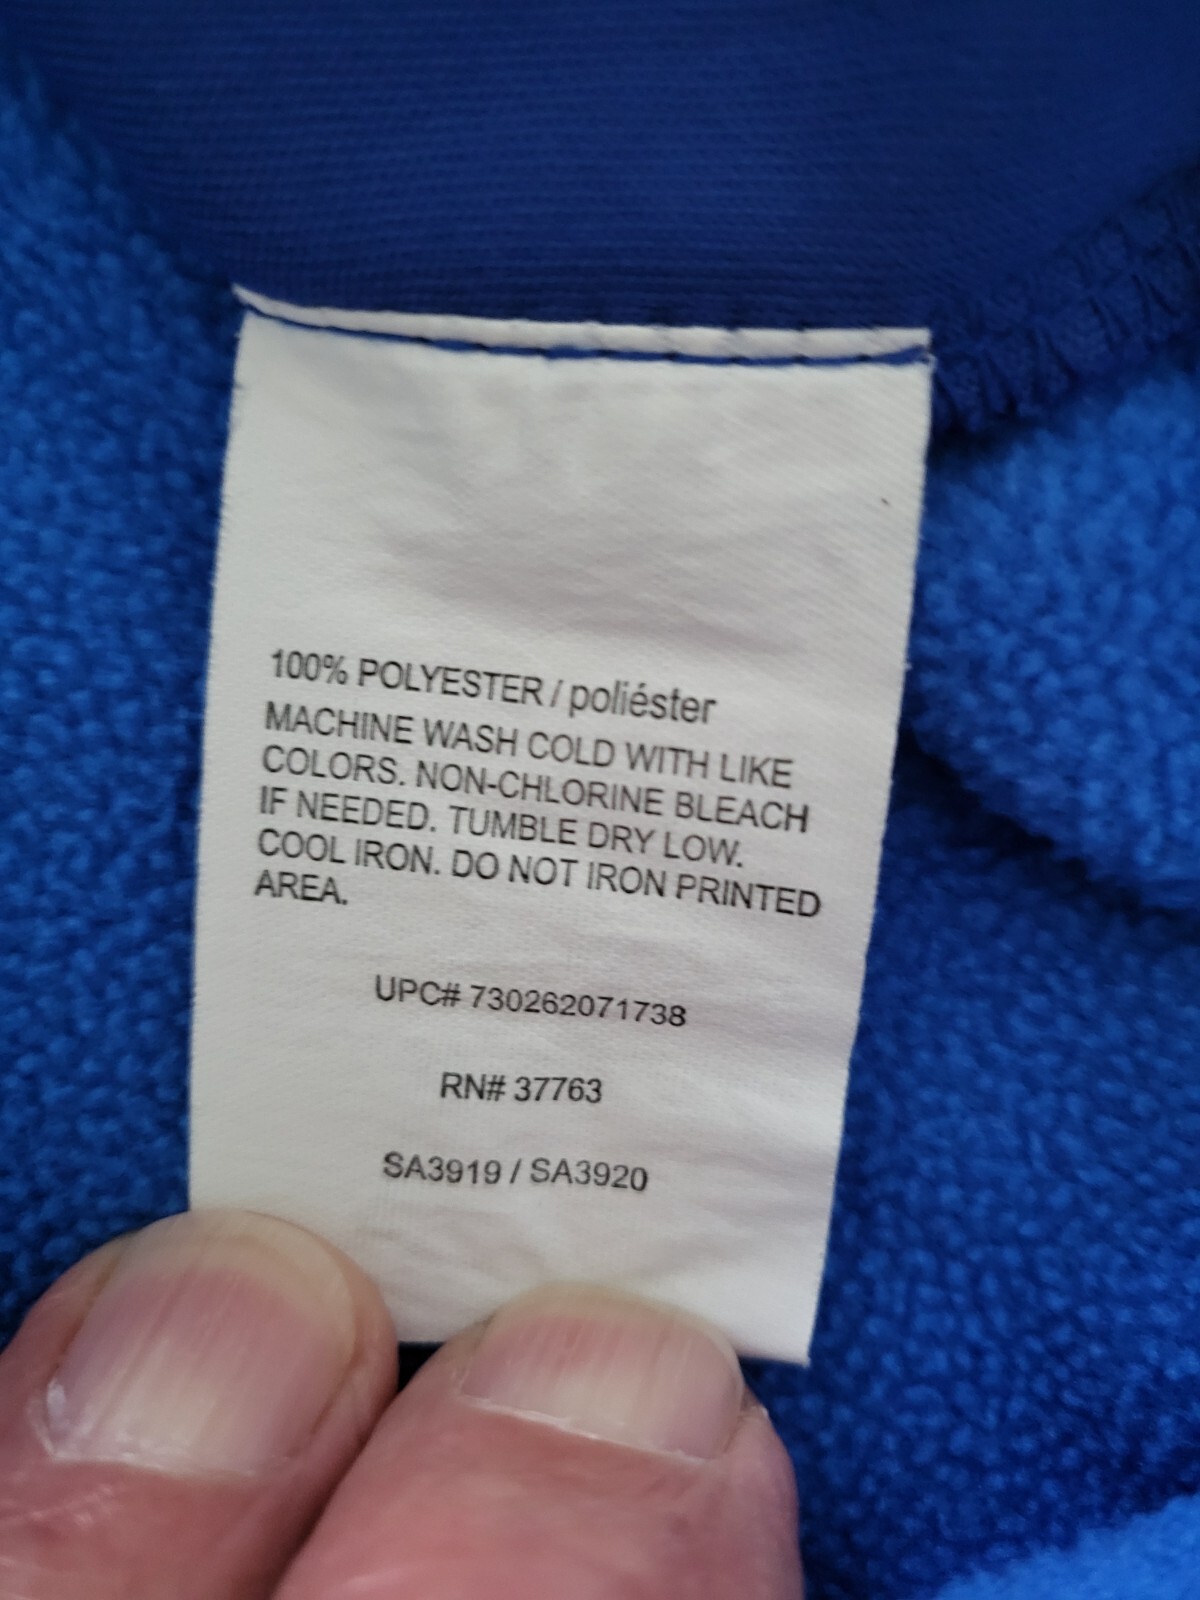 100% POLYESTER / poliéster
MACHINE WASH COLD WITH LIKE
COLORS. NON-CHLORINE BLEACH
IF NEEDED. TUMBLE DRY LOW.
COOL IRON. DO NOT IRON PRINTED
AREA.
UPC# 730262071738
RN# 37763
SA3919 / SA3920